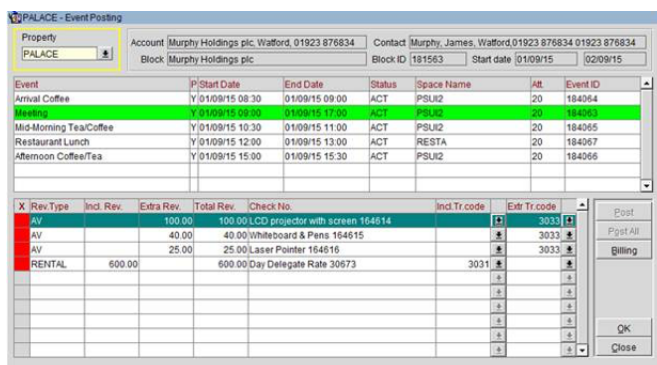 PALACE - Event Posting
Property
PALACE
Account Murphy Holdings plc, Watford, 01923 876834 Contact Murphy, James, Watford,01923 876834 01923 876834
Block Murphy Holdings plc Block ID 181563 Start date 01/09/15 02/09/15
Event P Start Date End Date Status Space Name Att. Event ID
Arrival Coffee Y 01/09/15 08:30 01/09/15 09:00 ACT PSUI2 20 184064
Meeting Y 01/09/15 09:00 01/09/15 17:00 ACT PSUI2 20 184063
Mid-Morning Tea/Coffee Y 01/09/15 10:30 01/09/15 11:00 ACT PSUI2 20 184065
Restaurant Lunch Y 01/09/15 12:00 01/09/15 13:00 ACT RESTA 20 184067
Afternoon Coffee/Tea Y 01/09/15 15:00 01/09/15 15:30 ACT PSUI2 20 184066
X Rev.Type Incl. Rev. Extra Rev. Total Rev. Check No. Incl.Tr.code Extr Tr.code
AV 100.00 100.00 LCD projector with screen 164614 3033
AV 40.00 40.00 Whiteboard & Pens 164615 3033
AV 25.00 25.00 Laser Pointer 164616 3033
RENTAL 600.00 600.00 Day Delegate Rate 30673 3031
Post
Post All
Billing
OK
Close